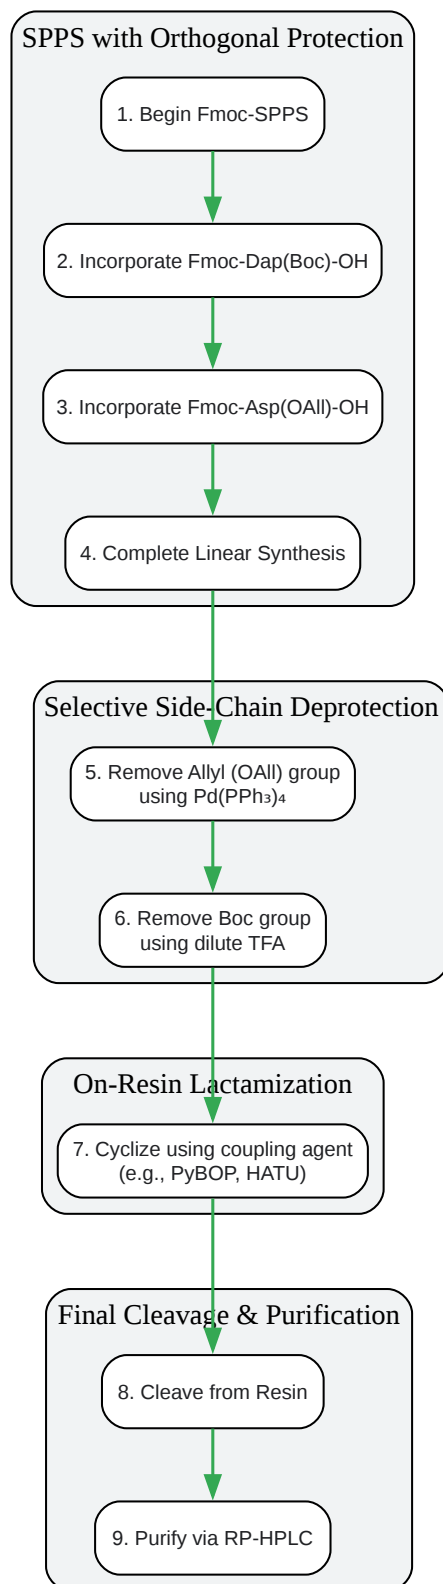 SPPS with Orthogonal Protection
1. Begin Fmoc-SPPS
2. Incorporate Fmoc-Dap(Boc)-OH
3. Incorporate Fmoc-Asp(OAll)-OH
4. Complete Linear Synthesis
Selective Side-Chain Deprotection
5. Remove Allyl (OAll) group
using Pd(PPh₃)₄
6. Remove Boc group
using dilute TFA
On-Resin Lactamization
7. Cyclize using coupling agent
(e.g., PyBOP, HATU)
Final Cleavage & Purification
8. Cleave from Resin
9. Purify via RP-HPLC